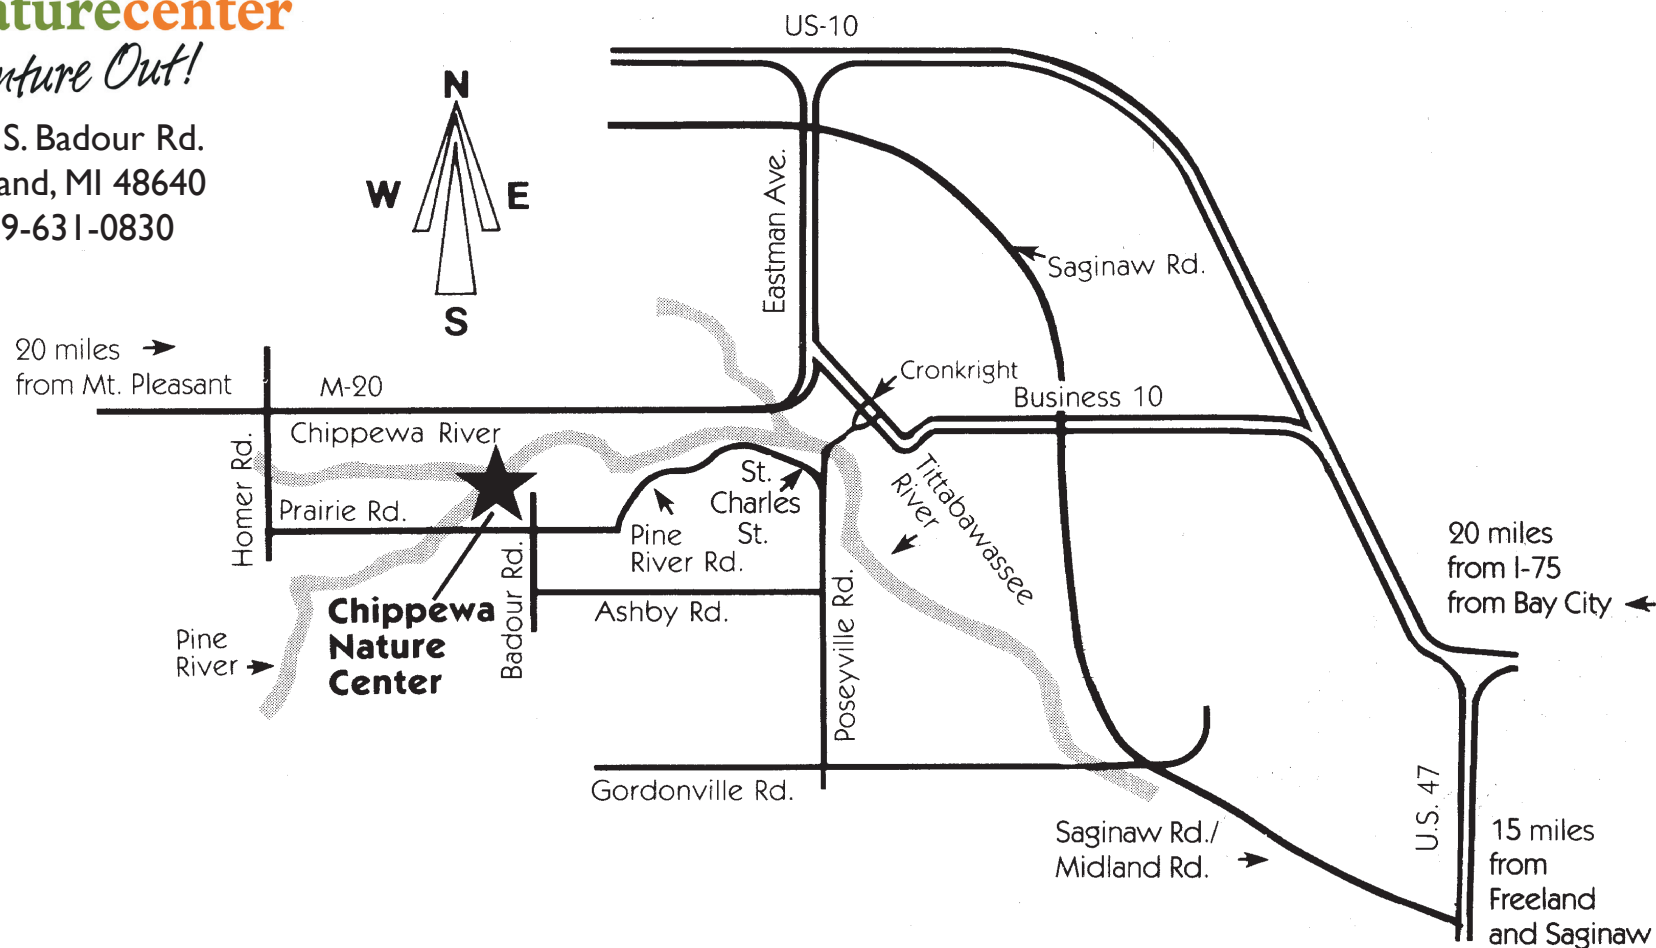 aturecenter
nture Out!
S. Badour Rd.
and, MI 48640
9-631-0830
US-10
N
W
E
S
Eastman Ave.
Saginaw Rd.
20 miles
from Mt. Pleasant
M-20
Cronkright
Business 10
Chippewa River
Homer Rd.
Prairie Rd.
St.
Charles
St.
Pine
River Rd.
Tittabawassee
River
Badour Rd.
Ashby Rd.
Chippewa
Nature
Center
Pine
River
Poseyville Rd.
20 miles
from I-75
from Bay City
Gordonville Rd.
Saginaw Rd./
Midland Rd.
U.S. 47
15 miles
from
Freeland
and Saginaw